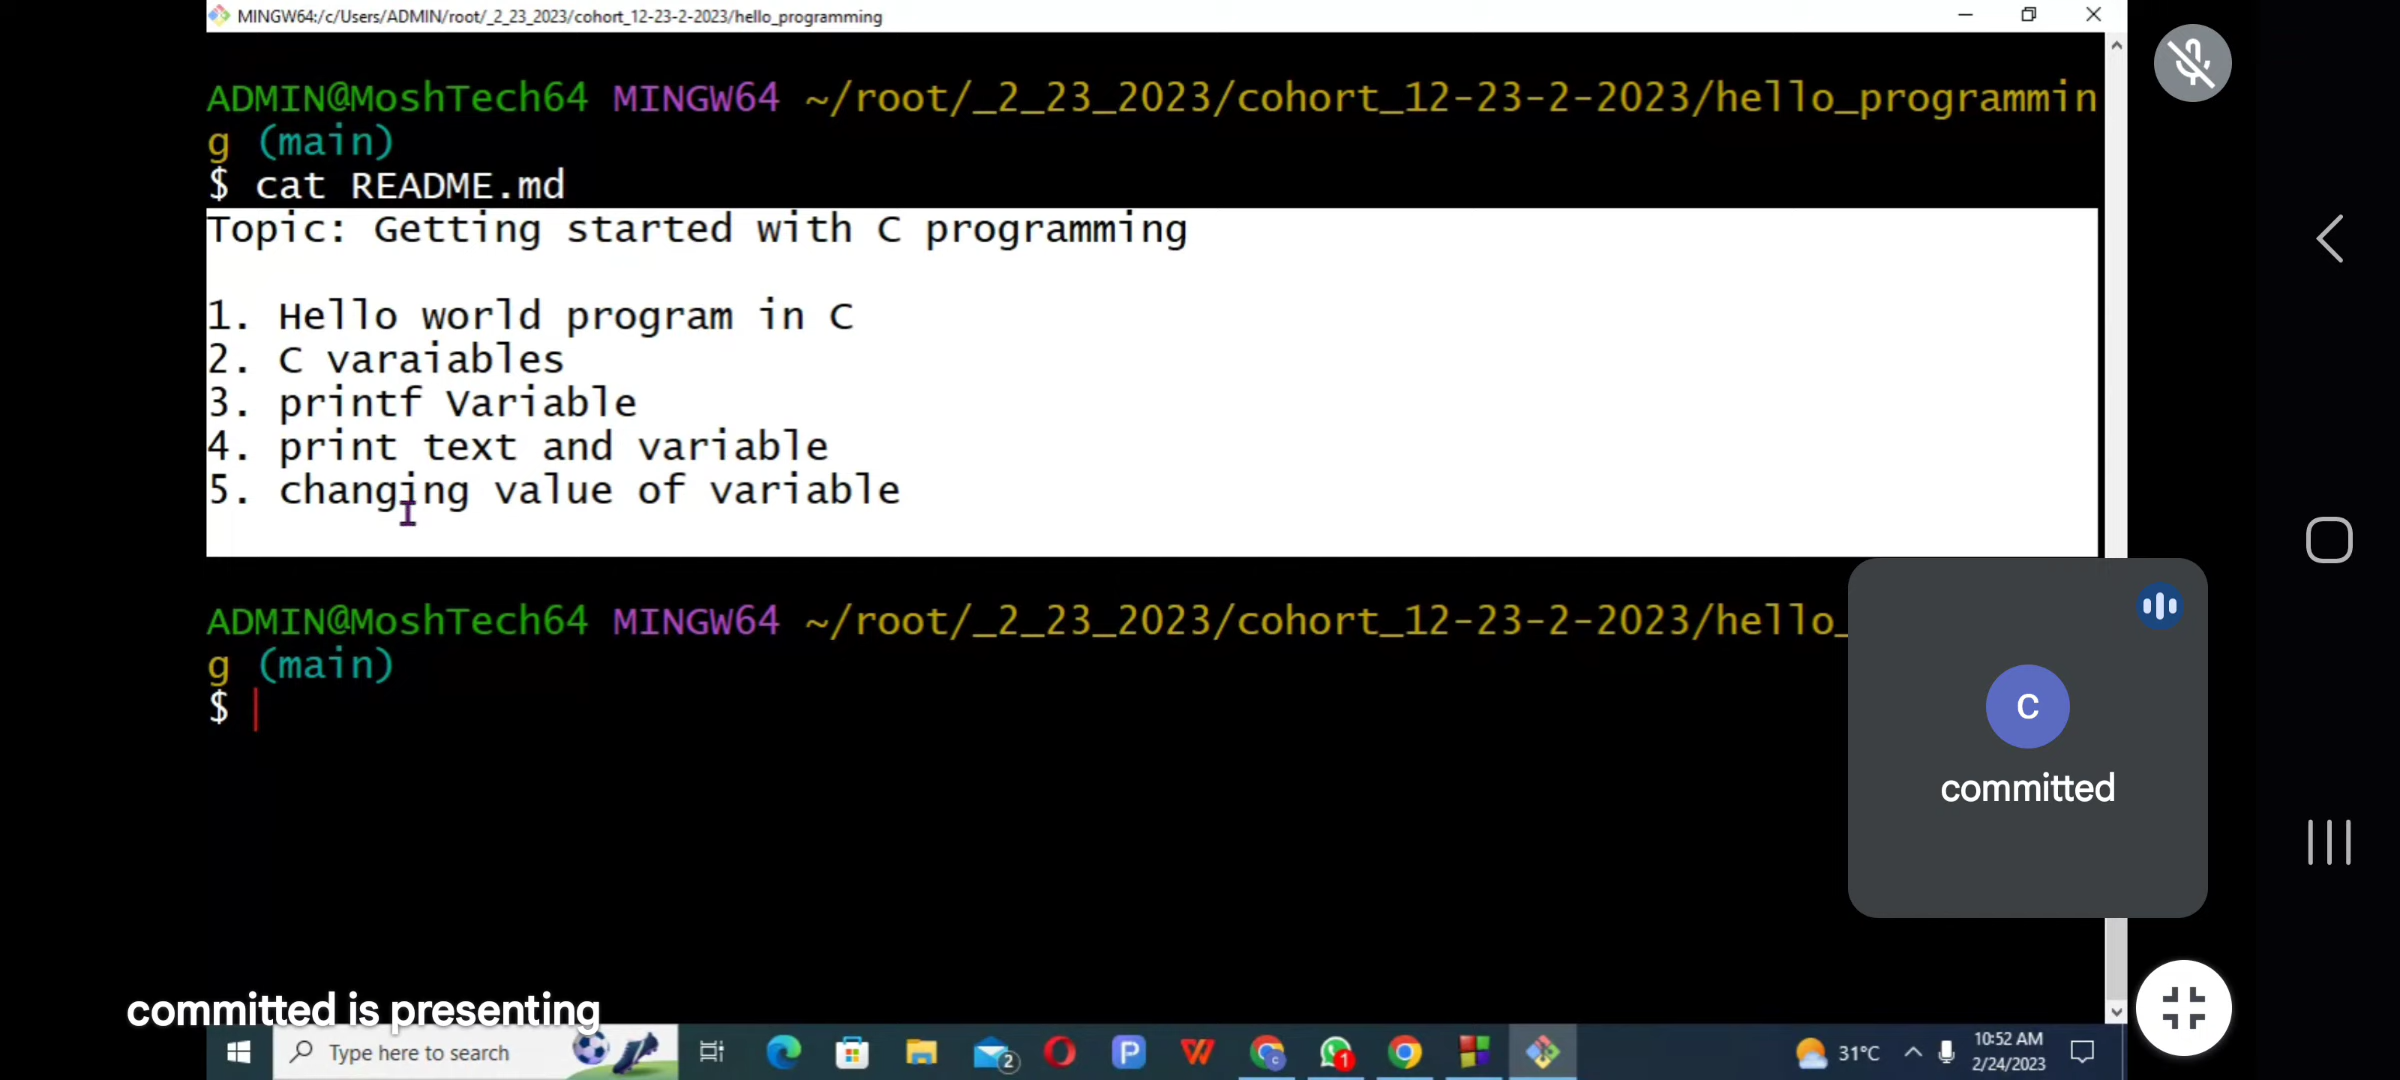 MINGW64:/c/Users/ADMIN/root/_2_23_2023/cohort_12-23-2-2023/hello_programming
ADMIN@MoshTech64 MINGW64 ~/root/_2_23_2023/cohort_12-23-2-2023/hello_programmin
g (main)
$ cat README.md
Topic: Getting started with C programming
1. Hello world program in C
2. C varaiables
3. printf Variable
4. print text and variable
5. changing value of variable
ADMIN@MoshTech64 MINGW64 ~/root/_2_23_2023/cohort_12-23-2-2023/hello_
g (main)
$
C
committed
committed is presenting
Type here to search
2
1
31°C
10:52 AM
2/24/2023